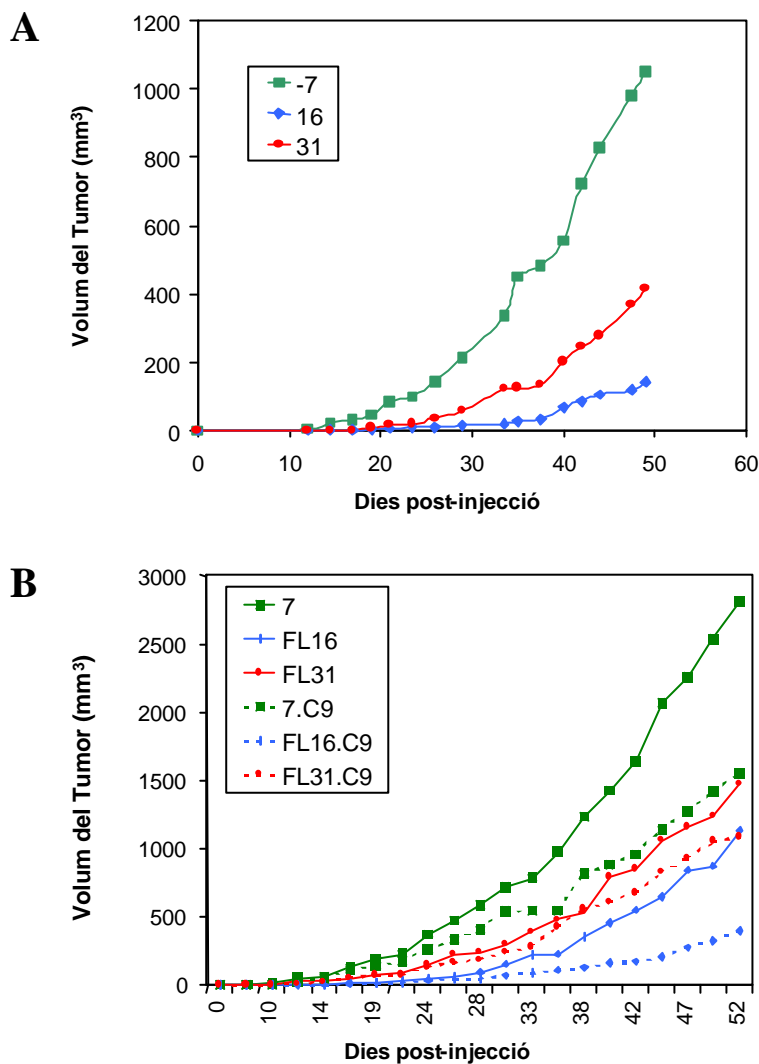 A
Volum del Tumor (mm³)
1200
1000
800
600
400
200
0
-7
16
31
0 10 20 30 40 50 60
Dies post-injecció
B
Volum del Tumor (mm³)
3000
2500
2000
1500
1000
500
0
7
FL16
FL31
7.C9
FL16.C9
FL31.C9
0 10 14 19 24 28 33 38 42 47 52
Dies post-injecció